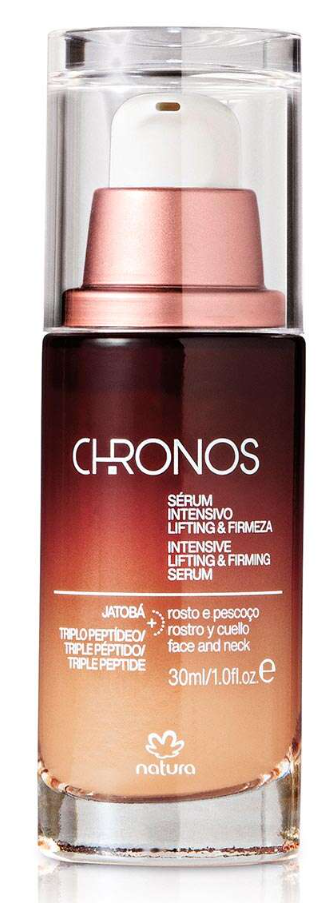 CHRONOS
SÉRUM
INTENSIVO
LIFTING & FIRMEZA
INTENSIVE
LIFTING & FIRMING
SERUM
JATOBÁ
+
TRIPLO PEPTÍDEO/
TRIPLE PÉPTIDO/
TRIPLE PEPTIDE
rosto e pescoço
rostro y cuello
face and neck
30ml/1.0fl.oz.e
natura